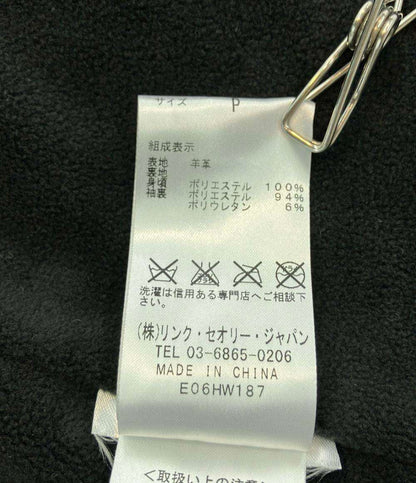 サイズ P
組成表示
表地 羊革
裏地
身頃 ポリエステル 100%
袖裏 ポリエステル 94%
ポリウレタン 6%
洗濯は信用ある専門店へご相談下
さい。
(株)リンク・セオリー・ジャパン
TEL 03-6865-0206
MADE IN CHINA
E06HW187
<取扱い上の注意>